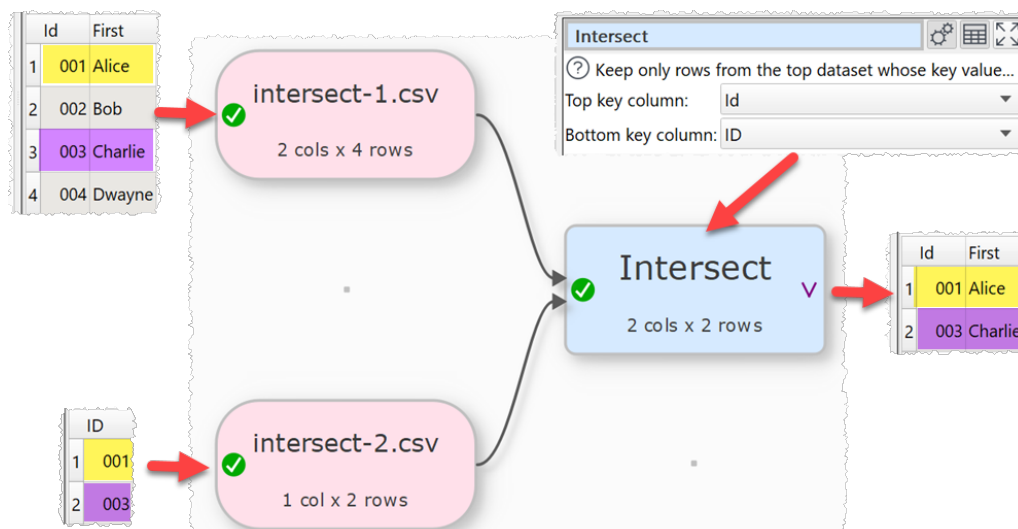 Id First
1 001 Alice
2 002 Bob
3 003 Charlie
4 004 Dwayne
intersect-1.csv
2 cols x 4 rows
Intersect
Keep only rows from the top dataset whose key value...
Top key column: Id
Bottom key column: ID
Intersect
2 cols x 2 rows
Id First
1 001 Alice
2 003 Charlie
ID
1 001
2 003
intersect-2.csv
1 col x 2 rows